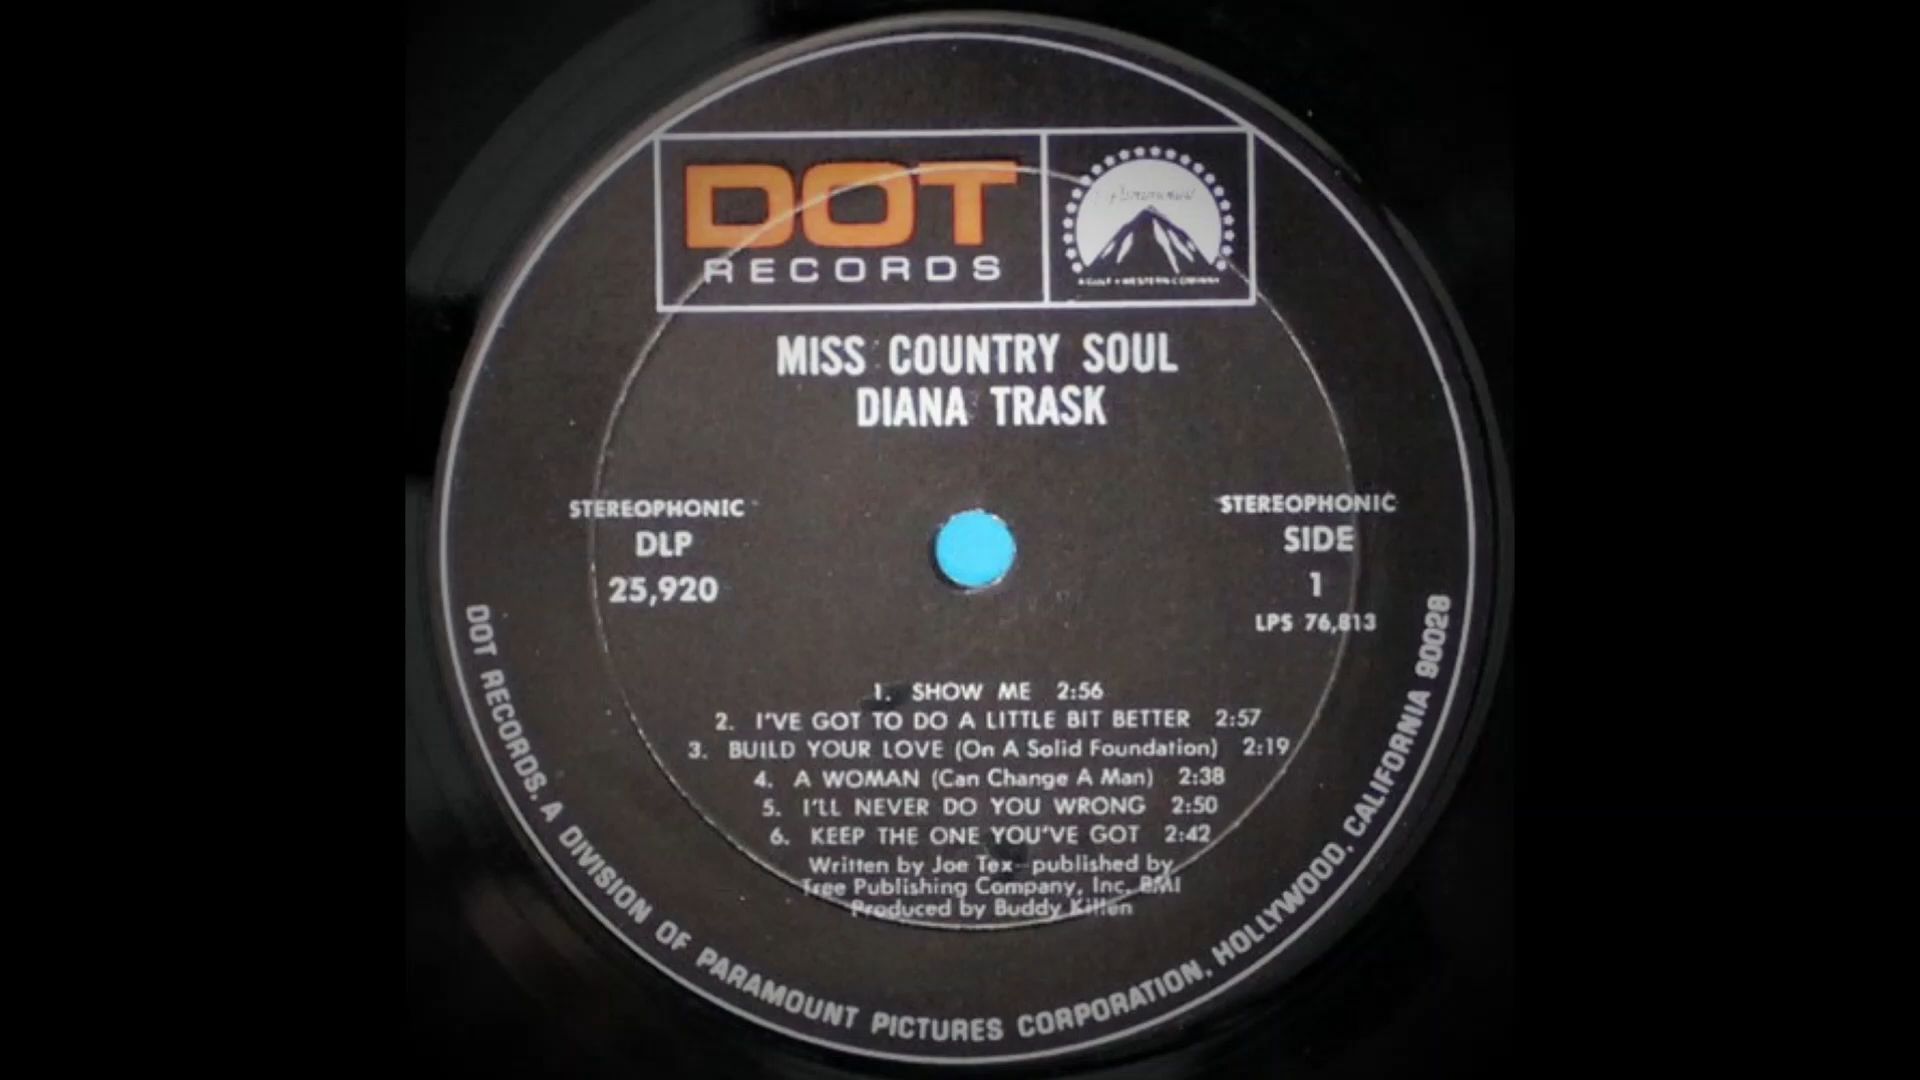 DOT
RECORDS
Paramount
A GULF + WESTERN COMPANY
MISS COUNTRY SOUL
DIANA TRASK
STEREOPHONIC
DLP
25,920
STEREOPHONIC
SIDE
1
LPS 76,813
1. SHOW ME 2:56
2. I'VE GOT TO DO A LITTLE BIT BETTER 2:57
3. BUILD YOUR LOVE (On A Solid Foundation) 2:19
4. A WOMAN (Can Change A Man) 2:38
5. I'LL NEVER DO YOU WRONG 2:50
6. KEEP THE ONE YOU'VE GOT 2:42
Written by Joe Tex - published by
Tree Publishing Company, Inc. BMI
Produced by Buddy Killen
DOT RECORDS, A DIVISION OF PARAMOUNT PICTURES CORPORATION, HOLLYWOOD, CALIFORNIA 90028